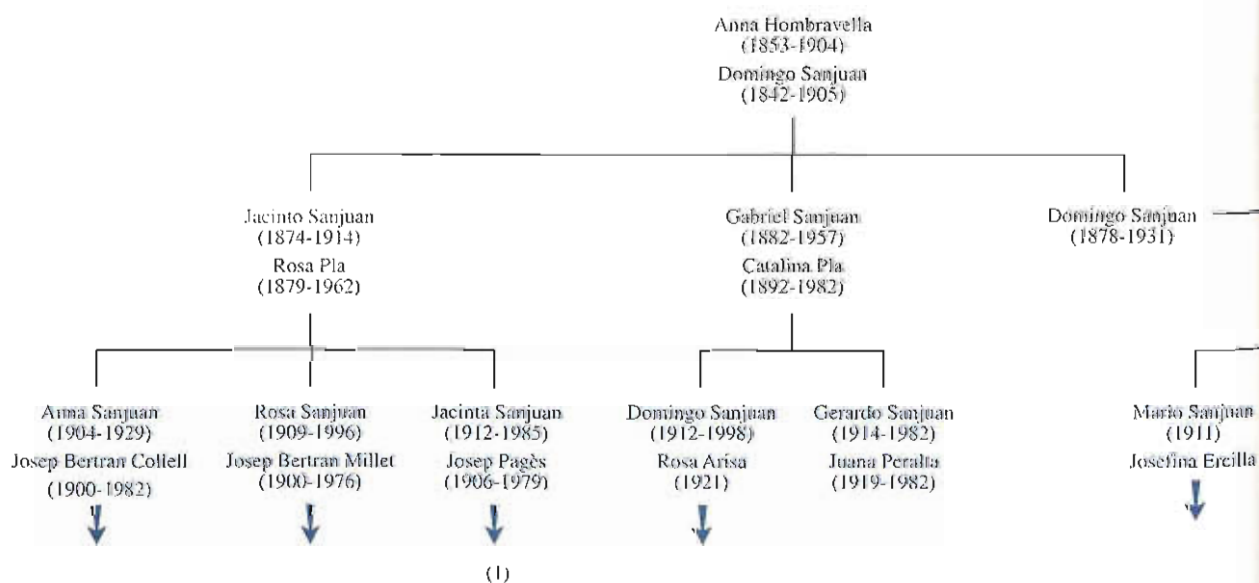 Anna Hombravella
(1853-1904)
Domingo Sanjuan
(1842-1905)
Jacinto Sanjuan
(1874-1914)
Rosa Pla
(1879-1962)
Gabriel Sanjuan
(1882-1957)
Catalina Pla
(1892-1982)
Domingo Sanjuan
(1878-1931)
Anna Sanjuan
(1904-1929)
Josep Bertran Collell
(1900-1982)
Rosa Sanjuan
(1909-1996)
Josep Bertran Millet
(1900-1976)
Jacinta Sanjuan
(1912-1985)
Josep Pagès
(1906-1979)
Domingo Sanjuan
(1912-1998)
Rosa Arisa
(1921)
Gerardo Sanjuan
(1914-1982)
Juana Peralta
(1919-1982)
Mario Sanjuan
(1911)
Josefina Ercilla
(1)